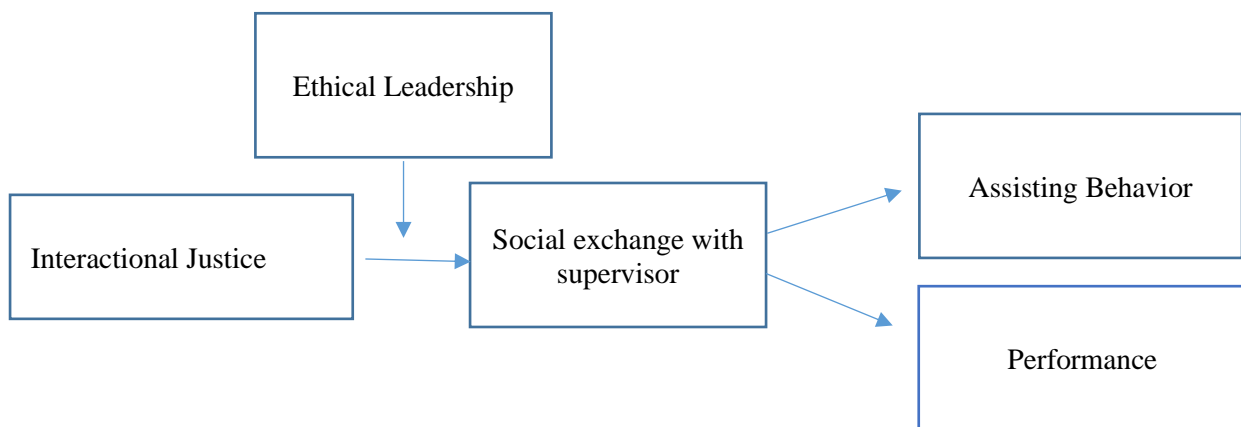 Ethical Leadership
Interactional Justice
Social exchange with
supervisor
Assisting Behavior
Performance